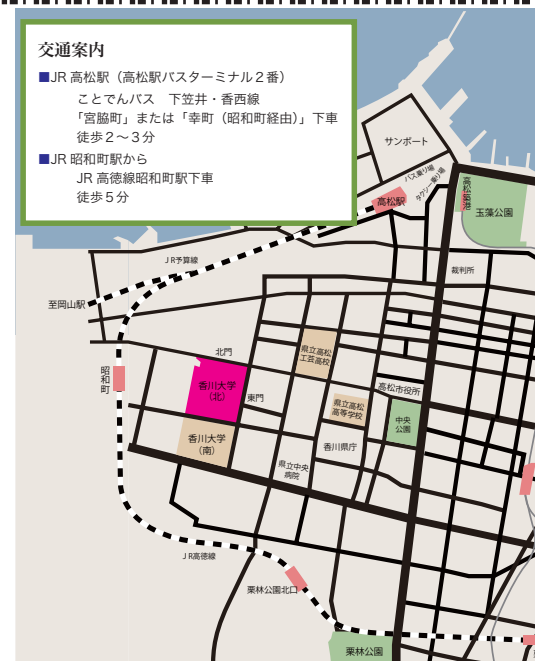 交通案内
■JR 高松駅（高松駅バスターミナル２番）
ことでんバス　下笠井・香西線
「宮脇町」または「幸町（昭和町経由）」下車
徒歩２～３分
■JR 昭和町駅から
JR 高徳線昭和町駅下車
徒歩５分
サンポート
バス乗り場
タクシー乗り場
高松駅
高松築港
玉藻公園
JR予算線
裁判所
至岡山駅
北門
昭和町
県立高松
工芸高校
香川大学
（北）
東門
高松市役所
県立高松
高等学校
中央
公園
香川大学
（南）
香川県庁
県立中央
病院
JR高徳線
栗林公園北口
栗林公園